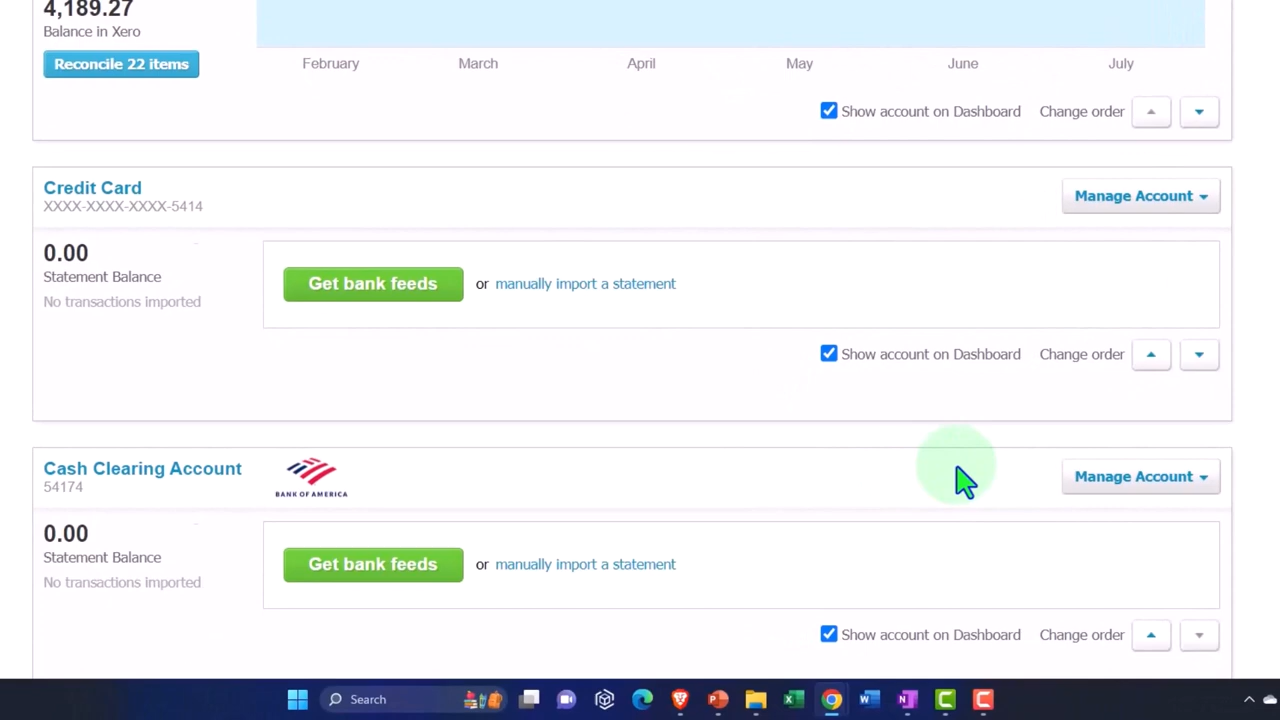 4,189.27
Balance in Xero
Reconcile 22 items
February March April May June July
Show account on Dashboard Change order
Credit Card
XXXX-XXXX-XXXX-5414
Manage Account
0.00
Statement Balance
No transactions imported
Get bank feeds or manually import a statement
Show account on Dashboard Change order
Cash Clearing Account
54174
BANK OF AMERICA
Manage Account
0.00
Statement Balance
No transactions imported
Get bank feeds or manually import a statement
Show account on Dashboard Change order
Search